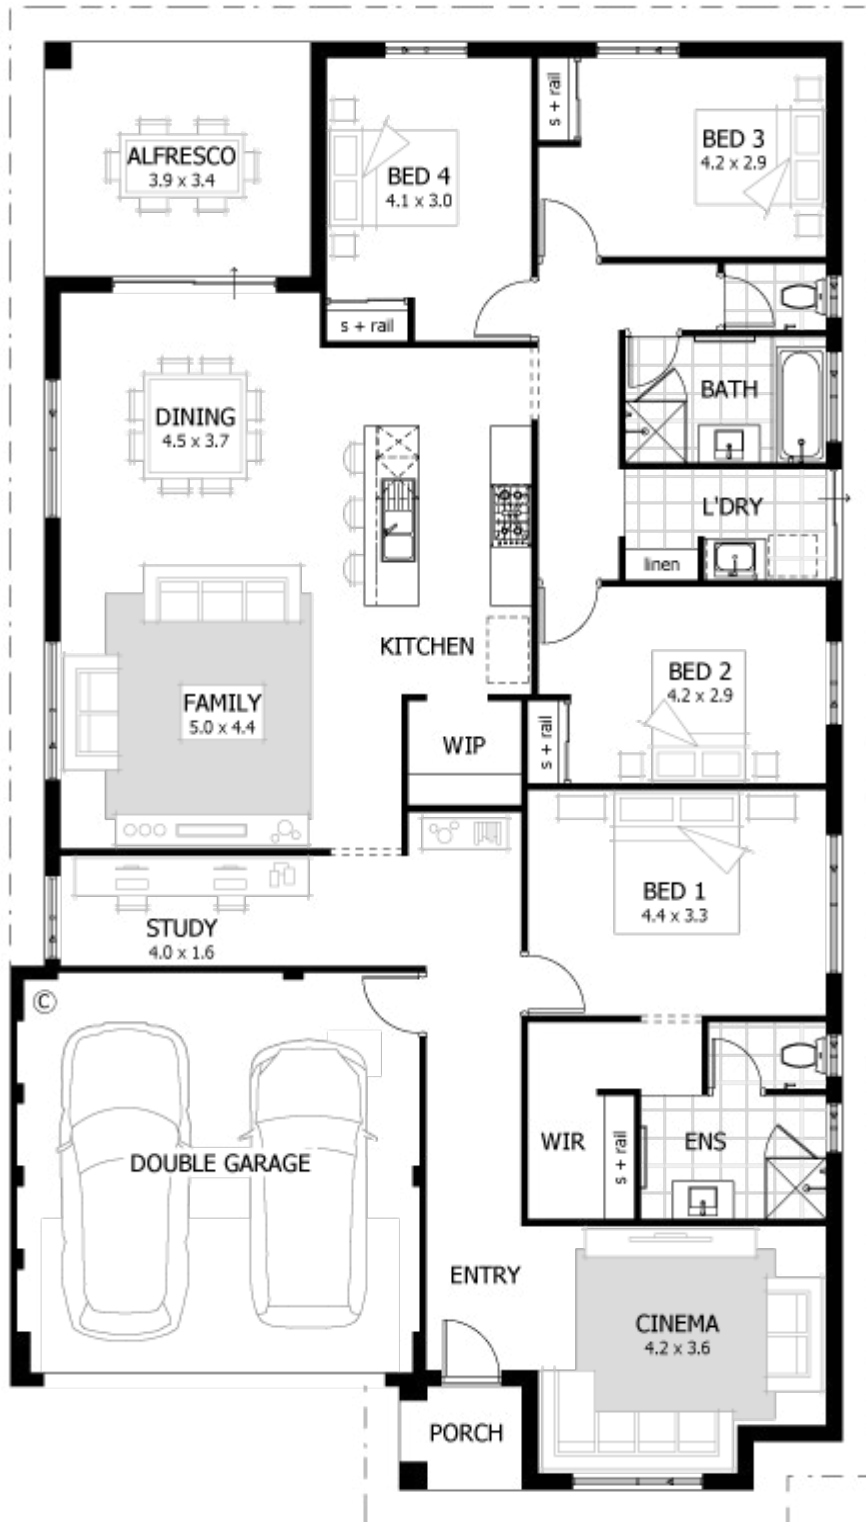 s + rail
BED 3
4.2 x 2.9
ALFRESCO
3.9 x 3.4
BED 4
4.1 x 3.0
s + rail
BATH
DINING
4.5 x 3.7
L'DRY
linen
KITCHEN
BED 2
4.2 x 2.9
FAMILY
5.0 x 4.4
WIP
s + rail
BED 1
4.4 x 3.3
STUDY
4.0 x 1.6
C
WIR
s + rail
ENS
DOUBLE GARAGE
ENTRY
CINEMA
4.2 x 3.6
PORCH